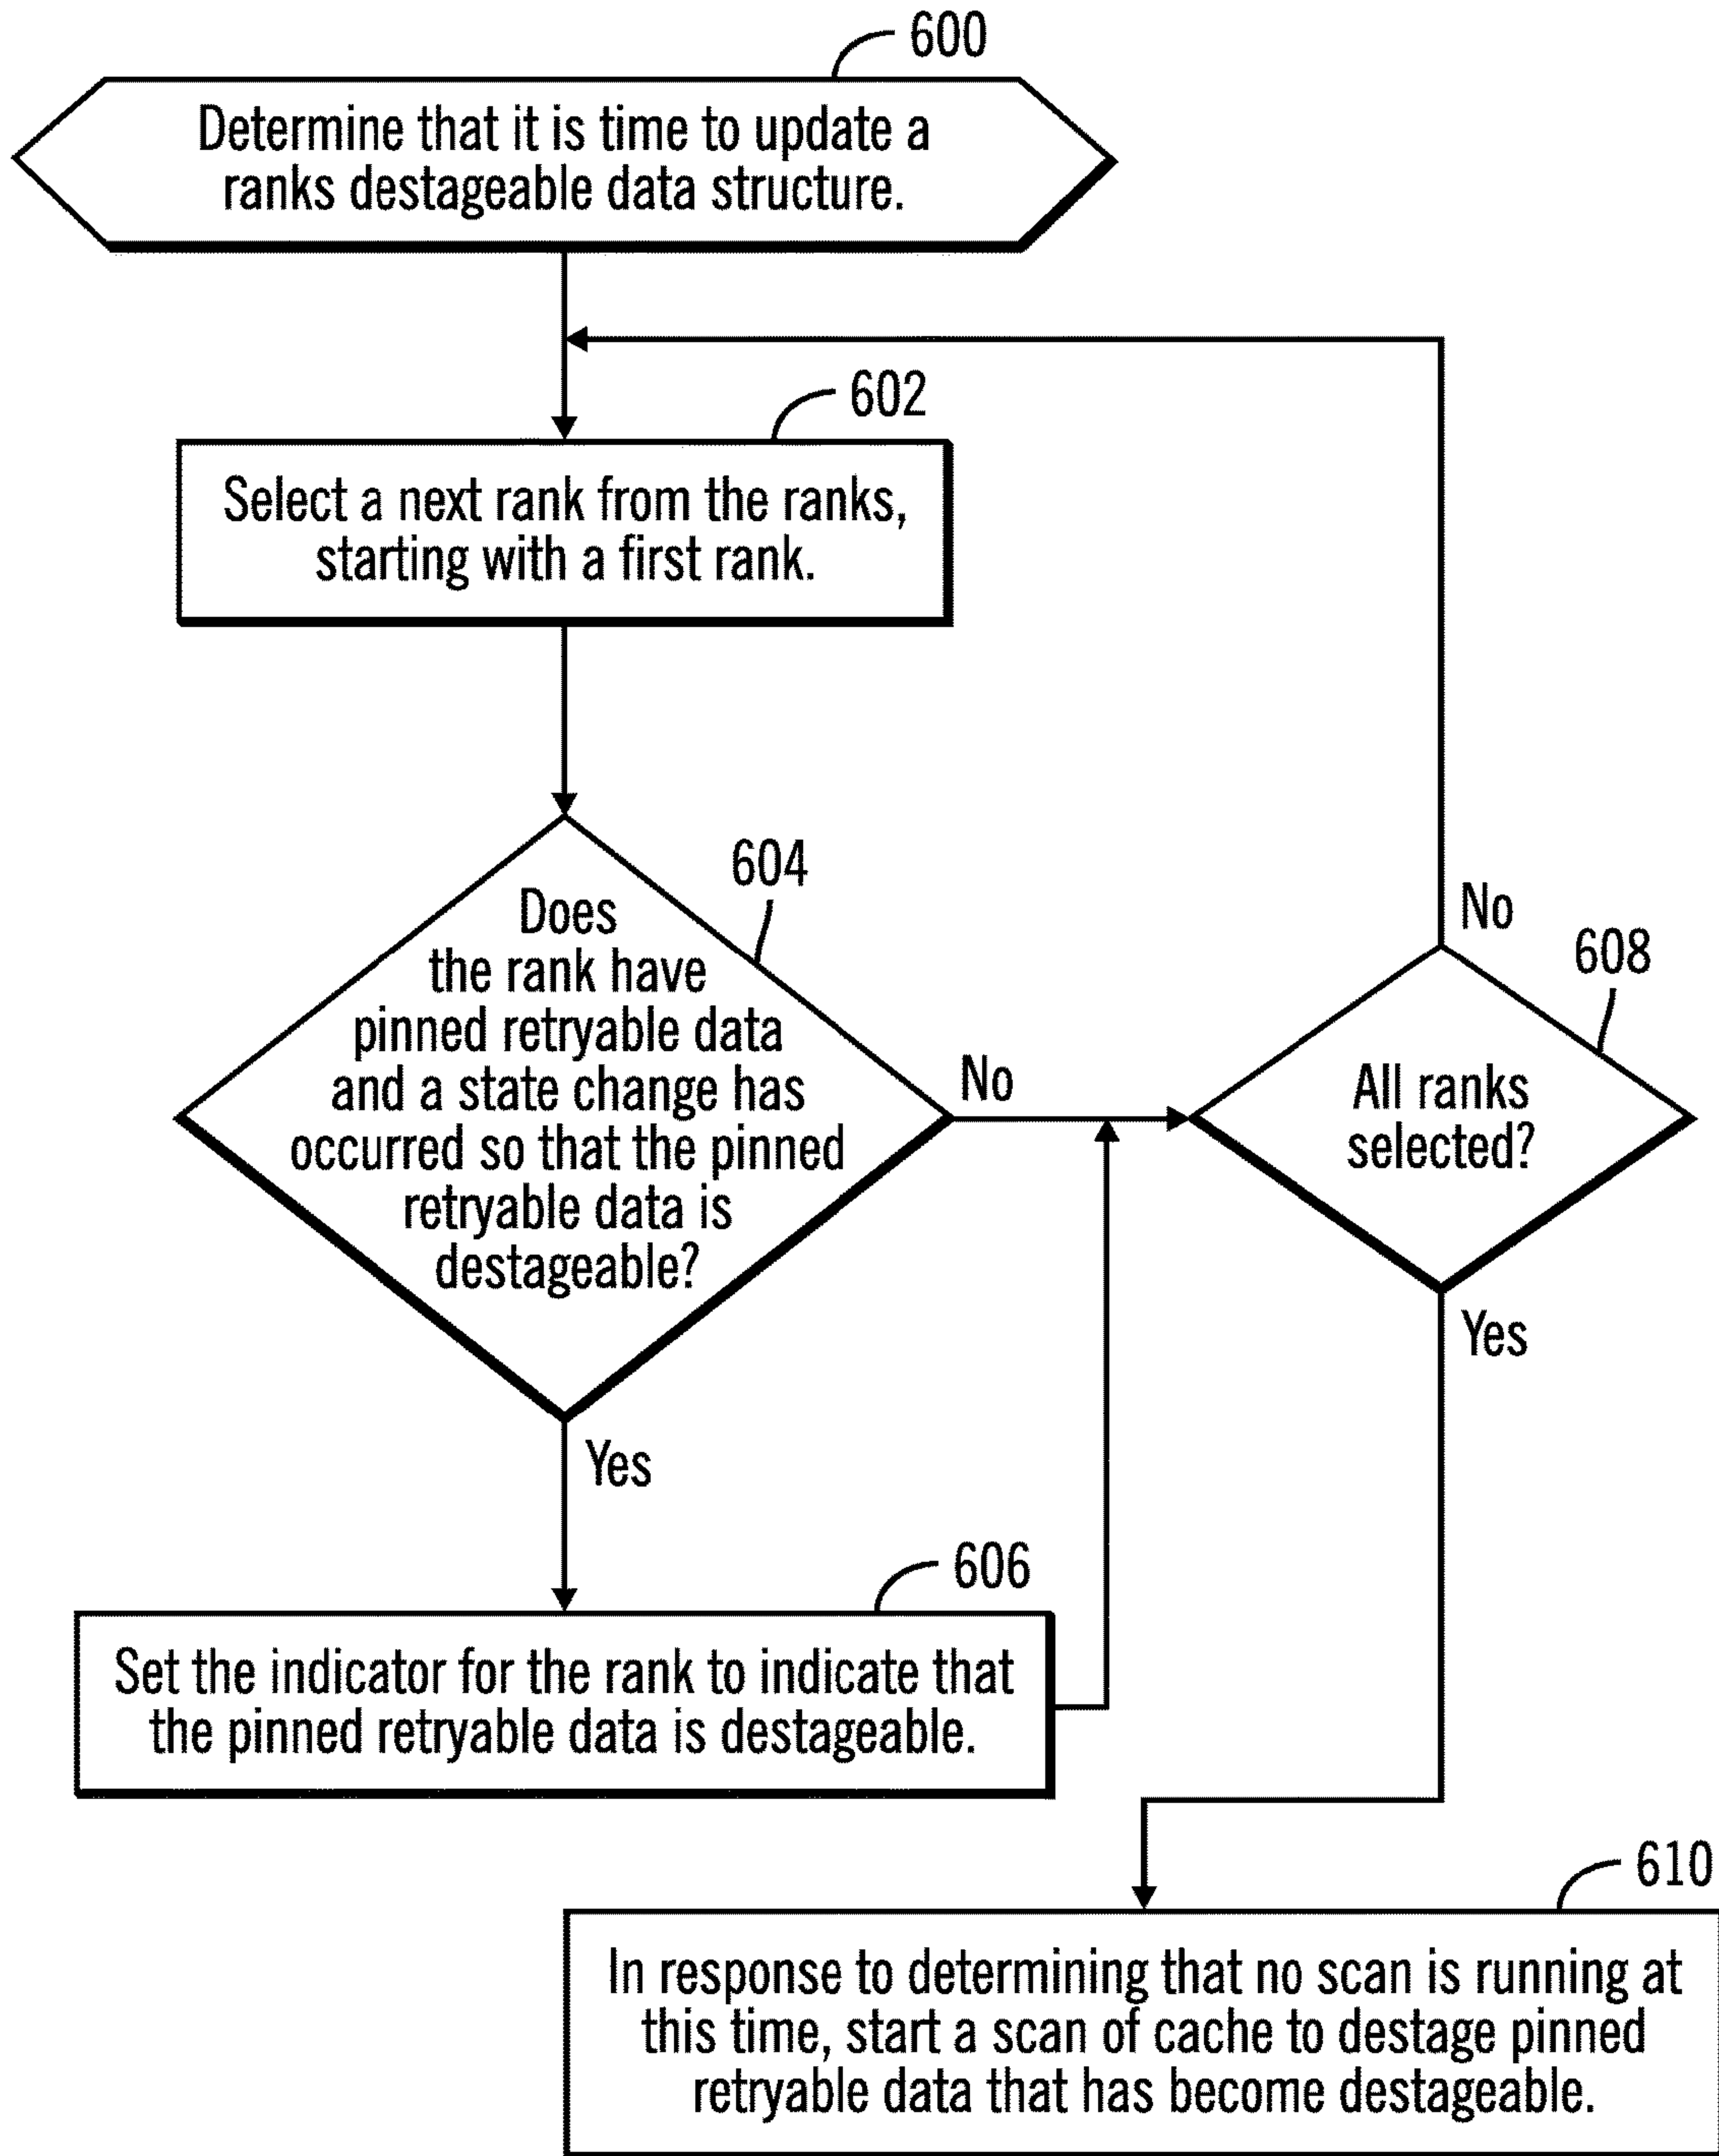 600
Determine that it is time to update a
ranks destageable data structure.
602
Select a next rank from the ranks,
starting with a first rank.
604
Does
the rank have
pinned retryable data
and a state change has
occurred so that the pinned
retryable data is
destageable?
No
Yes
608
All ranks
selected?
No
Yes
606
Set the indicator for the rank to indicate that
the pinned retryable data is destageable.
610
In response to determining that no scan is running at
this time, start a scan of cache to destage pinned
retryable data that has become destageable.